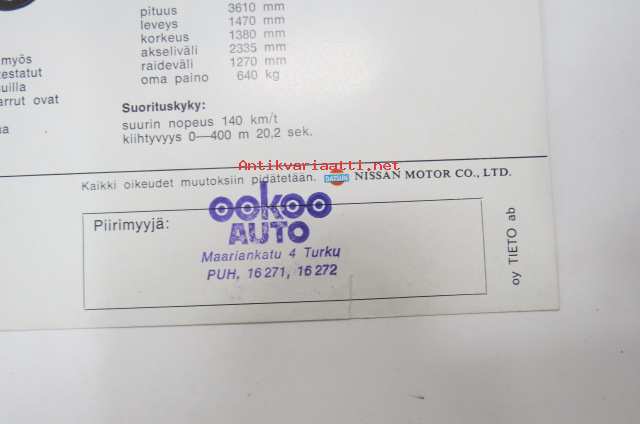 myös
testatut
uilla
arrut ovat
pituus 3610 mm
leveys 1470 mm
korkeus 1380 mm
akseliväli 2335 mm
raideväli 1270 mm
oma paino 640 kg
Suorituskyky:
suurin nopeus 140 km/t
kiihtyvyys 0—400 m 20,2 sek.
Antikvariaatti.net
Kaikki oikeudet muutoksiin pidätetään. DATSUN NISSAN MOTOR CO., LTD.
Piirimyyjä:
ookoo
AUTO
Maariankatu 4 Turku
PUH, 16 271, 16 272
oy TIETO ab